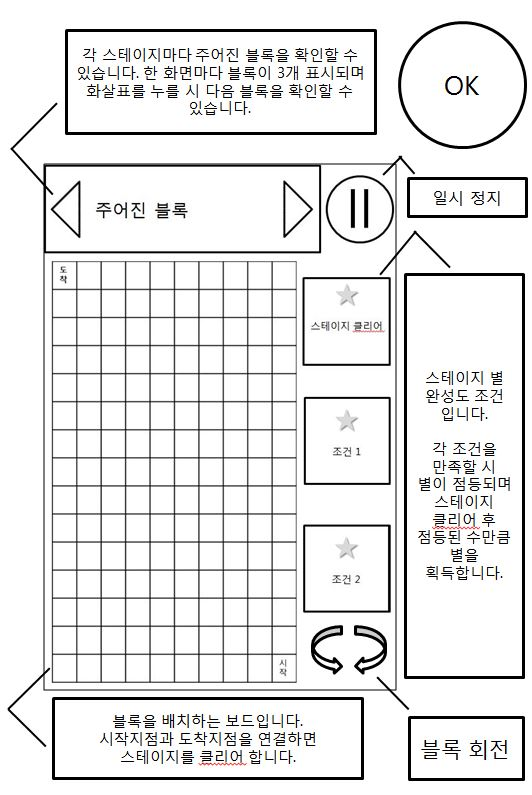 각 스테이지마다 주어진 블록을 확인할 수
있습니다. 한 화면마다 블록이 3개 표시되며
화살표를 누를 시 다음 블록을 확인할 수
있습니다.
OK
주어진 블록
일시 정지
도
착
스테이지 클리어
조건 1
조건 2
스테이지 별
완성도 조건
입니다.
각 조건을
만족할 시
별이 점등되며
스테이지
클리어 후
점등된 수만큼
별을
획득합니다.
시
작
블록을 배치하는 보드입니다.
시작지점과 도착지점을 연결하면
스테이지를 클리어 합니다.
블록 회전